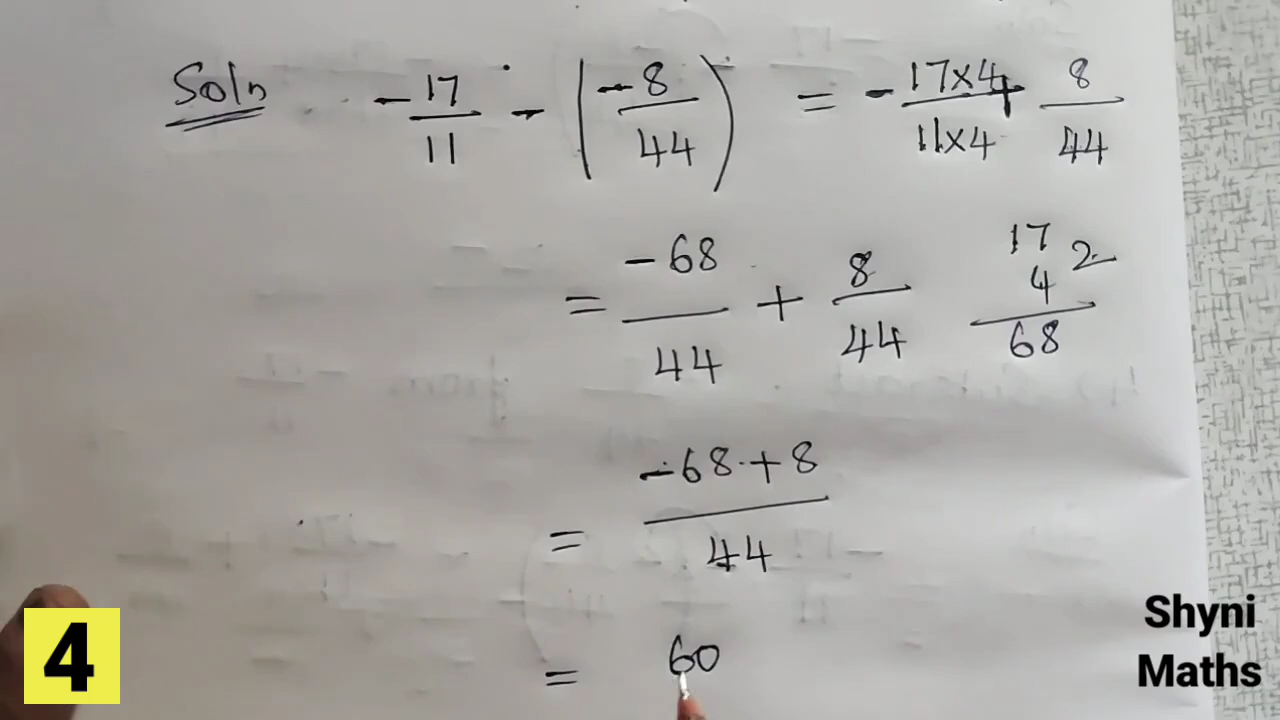 Soln -17/11 - (-8/44) = -17×4/11×4 + 8/44
= -68/44 + 8/44
17 2
4
68
= -68+8/44
= 60
4
Shyni
Maths